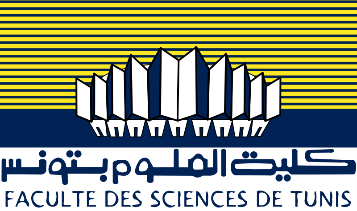 كلية العلوم بتونس
FACULTE DES SCIENCES DE TUNIS